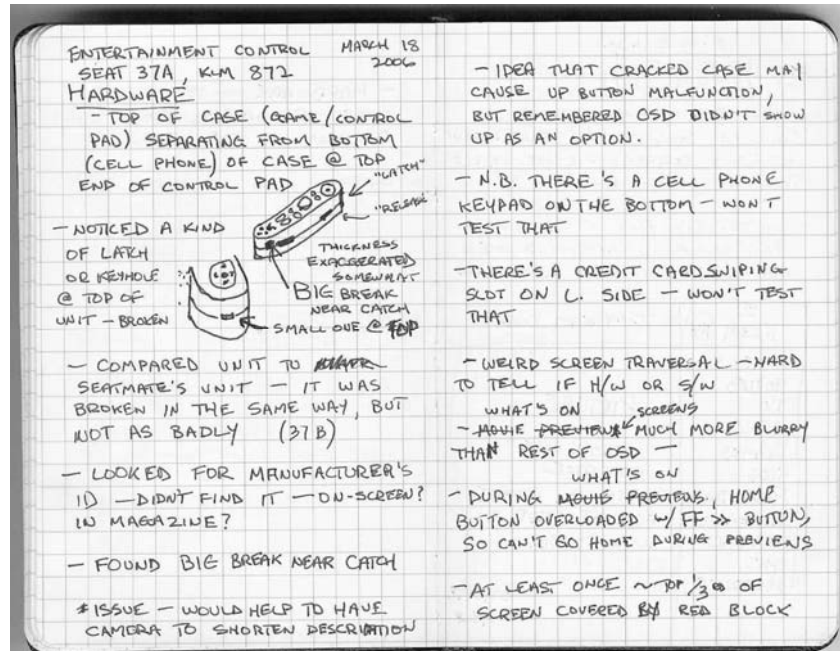 ENTERTAINMENT CONTROL MARCH 18
SEAT 37A, KLM 872 2006
HARDWARE
- TOP OF CASE (GAME/CONTROL
PAD) SEPARATING FROM BOTTOM
(CELL PHONE) OF CASE @ TOP
END OF CONTROL PAD
"LATCH"
"RELEASE"
- NOTICED A KIND
OF LATCH
OR KEYHOLE
@ TOP OF
UNIT - BROKEN
THICKNESS
EXAGGERATED
SOMEWHAT
BIG BREAK
NEAR CATCH
SMALL ONE @ TOP
- COMPARED UNIT TO
SEATMATE'S UNIT - IT WAS
BROKEN IN THE SAME WAY, BUT
NOT AS BADLY (37B)
- LOOKED FOR MANUFACTURER'S
ID - DIDN'T FIND IT - ON-SCREEN?
IN MAGAZINE?
- FOUND BIG BREAK NEAR CATCH
* ISSUE - WOULD HELP TO HAVE
CAMERA TO SHORTEN DESCRIPTION
- IDEA THAT CRACKED CASE MAY
CAUSE UP BUTTON MALFUNCTION,
BUT REMEMBERED OSD DIDN'T SHOW
UP AS AN OPTION.
- N.B. THERE'S A CELL PHONE
KEYPAD ON THE BOTTOM - WON'T
TEST THAT
- THERE'S A CREDIT CARD SWIPING
SLOT ON L. SIDE - WON'T TEST
THAT
- WEIRD SCREEN TRAVERSAL - HARD
TO TELL IF H/W OR S/W
WHAT'S ON SCREENS
- MOVIE PREVIEWS MUCH MORE BLURRY
THAN REST OF OSD -
WHAT'S ON
- DURING MOVIE PREVIEWS, HOME
BUTTON OVERLOADED W/ FF >> BUTTON,
SO CAN'T GO HOME DURING PREVIEWS
- AT LEAST ONCE ~ TOP 1/3 OF
SCREEN COVERED BY RED BLOCK